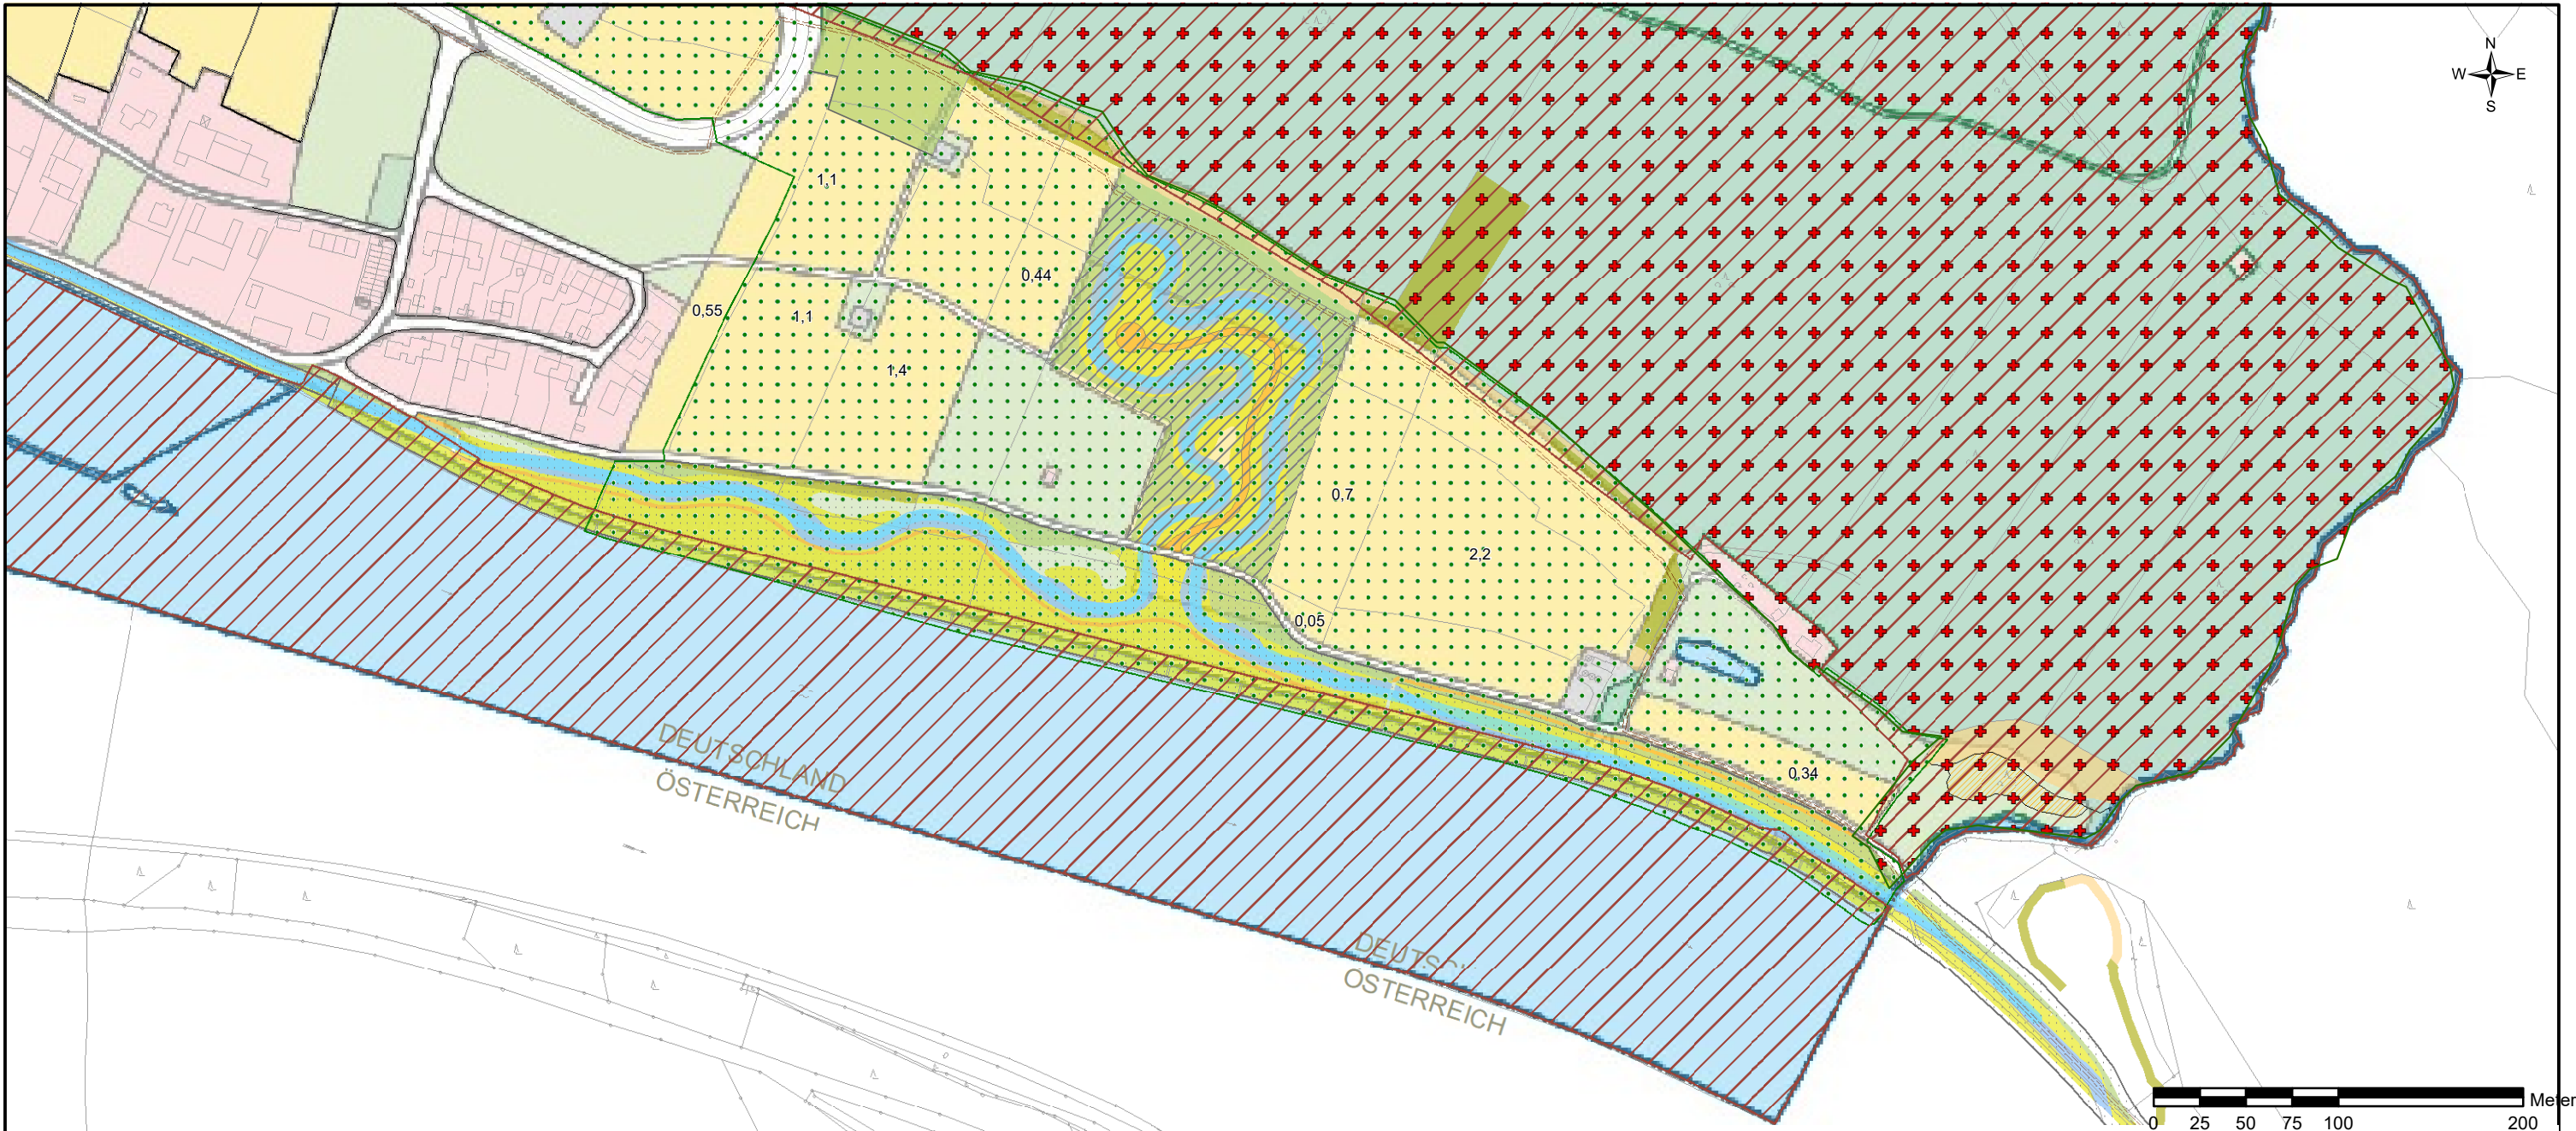 N
W E
S
1,1
0,44
0,55
1,1
1,4
0,7
2,2
0,05
0,34
DEUTSCHLAND
ÖSTERREICH
ÖSTERREICH
Meter
0 25 50 75 100 200